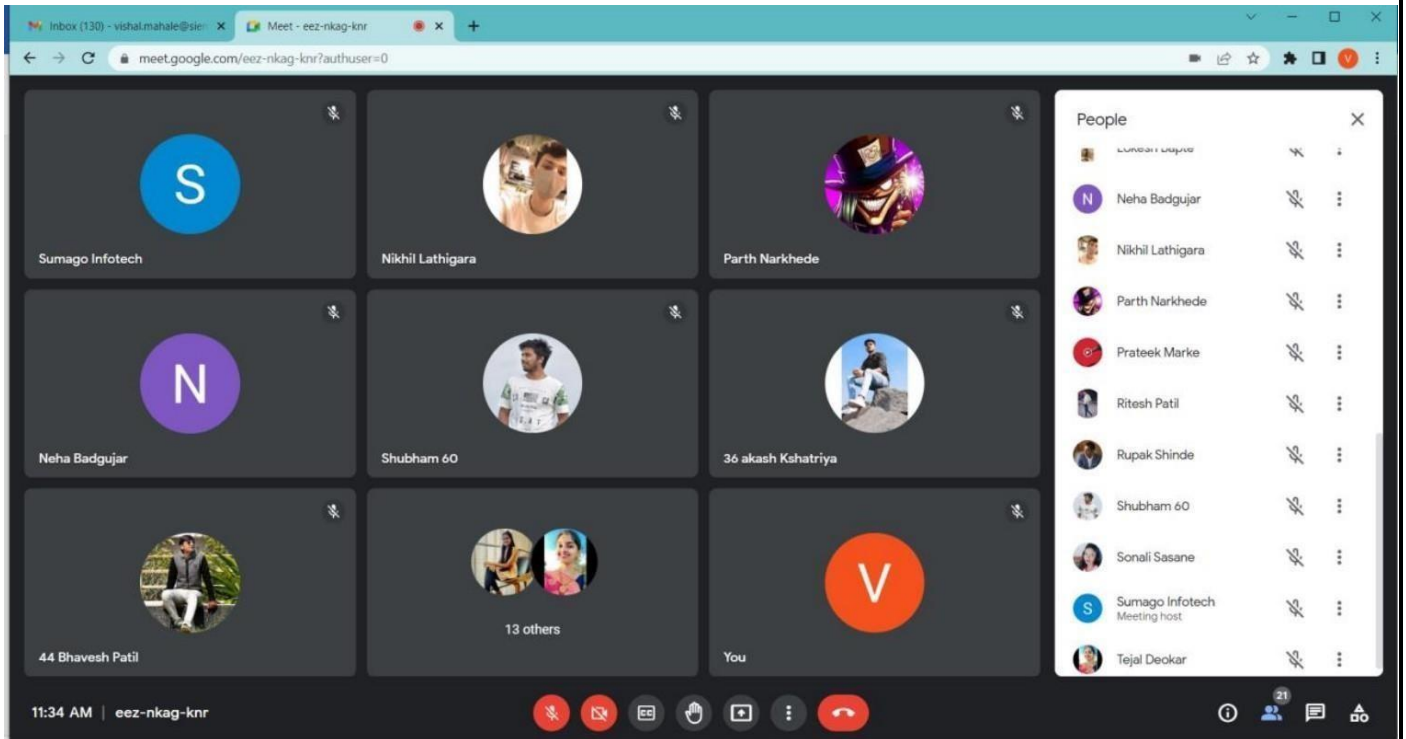 Inbox (130) - vishal.mahale@sier
Meet - eez-nkag-knr
meet.google.com/eez-nkag-knr?authuser=0
V
S
Sumago Infotech
Nikhil Lathigara
Parth Narkhede
N
Neha Badgujar
Shubham 60
36 akash Kshatriya
44 Bhavesh Patil
13 others
V
You
People
N Neha Badgujar
Nikhil Lathigara
Parth Narkhede
Prateek Marke
Ritesh Patil
Rupak Shinde
Shubham 60
Sonali Sasane
S Sumago Infotech
Meeting host
Tejal Deokar
11:34 AM | eez-nkag-knr
CC
21